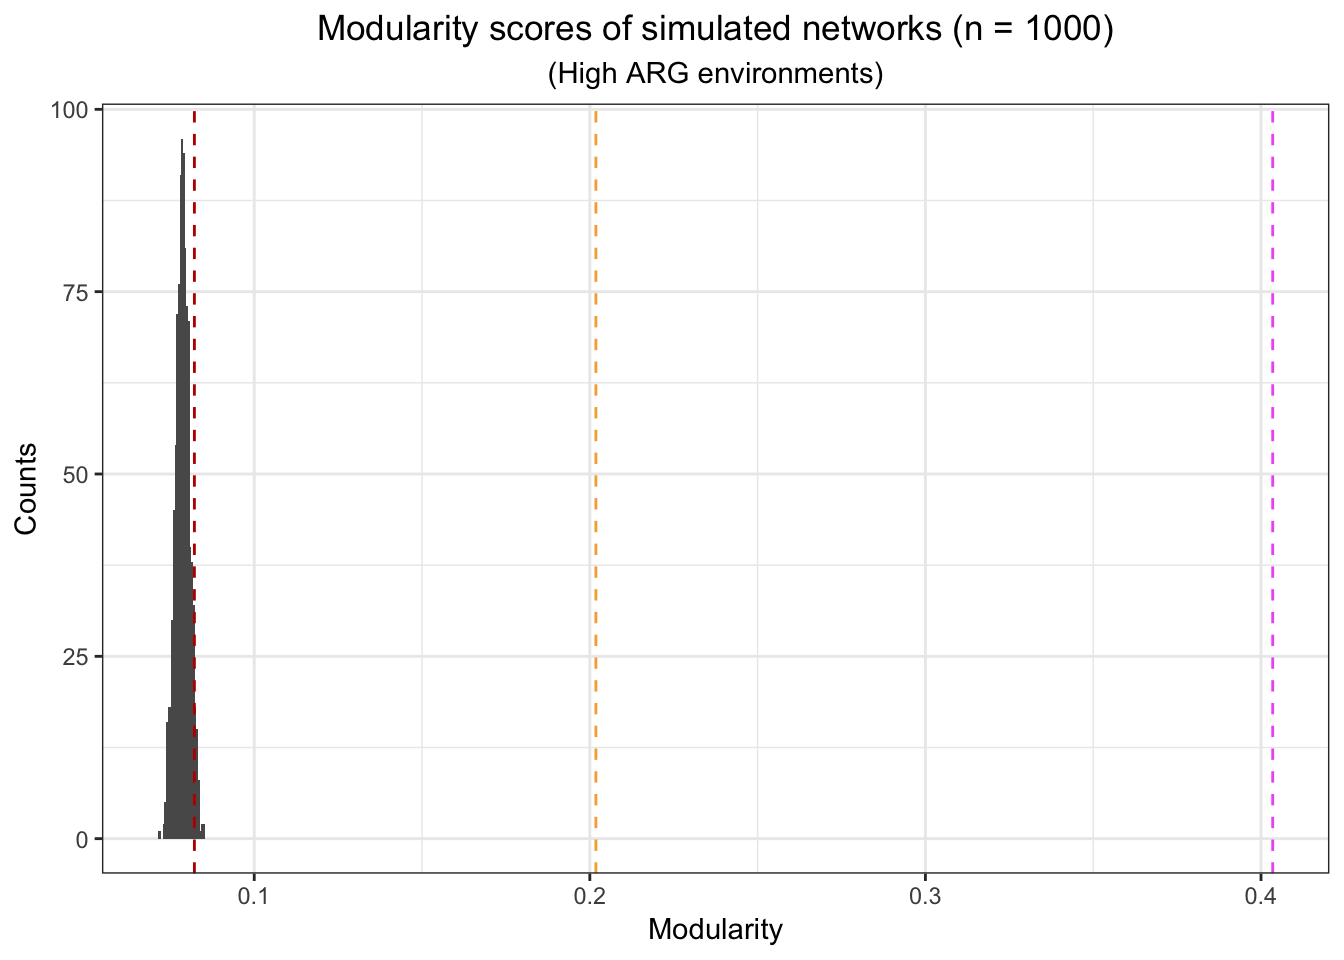 Modularity scores of simulated networks (n = 1000)
(High ARG environments)
100
75
50
25
0
Counts
0.1 0.2 0.3 0.4
Modularity